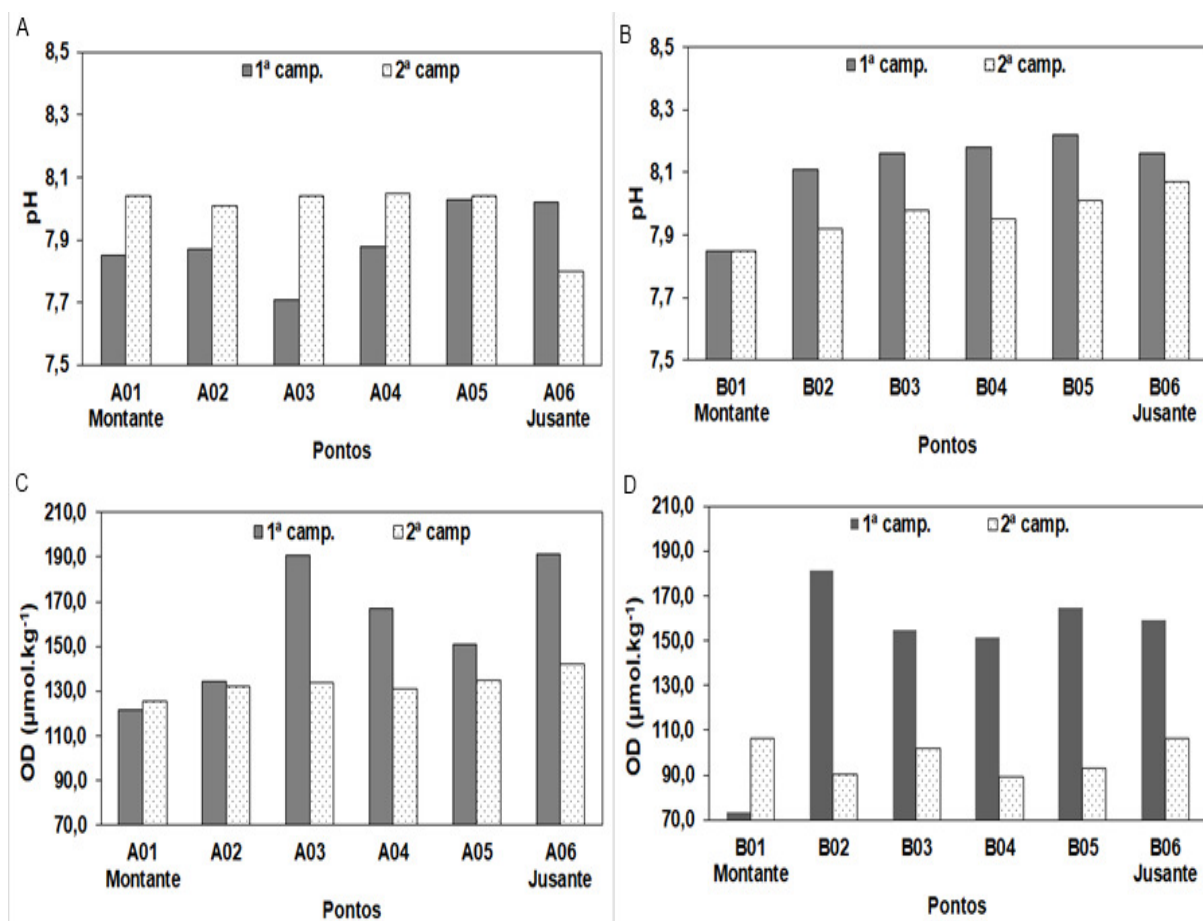 A
8,5
8,3
8,1
7,9
7,7
7,5
pH
1ª camp. 2ª camp
A01 A02 A03 A04 A05 A06
Montante Jusante
Pontos
B
8,5
8,3
8,1
7,9
7,7
7,5
pH
1ª camp. 2ª camp.
B01 B02 B03 B04 B05 B06
Montante Jusante
Pontos
C
210,0
190,0
170,0
150,0
130,0
110,0
90,0
70,0
OD (µmol.kg⁻¹)
1ª camp. 2ª camp
A01 A02 A03 A04 A05 A06
Montante Jusante
Pontos
D
210,0
190,0
170,0
150,0
130,0
110,0
90,0
70,0
OD (µmol.kg⁻¹)
1ª camp. 2ª camp.
B01 B02 B03 B04 B05 B06
Montante Jusante
Pontos